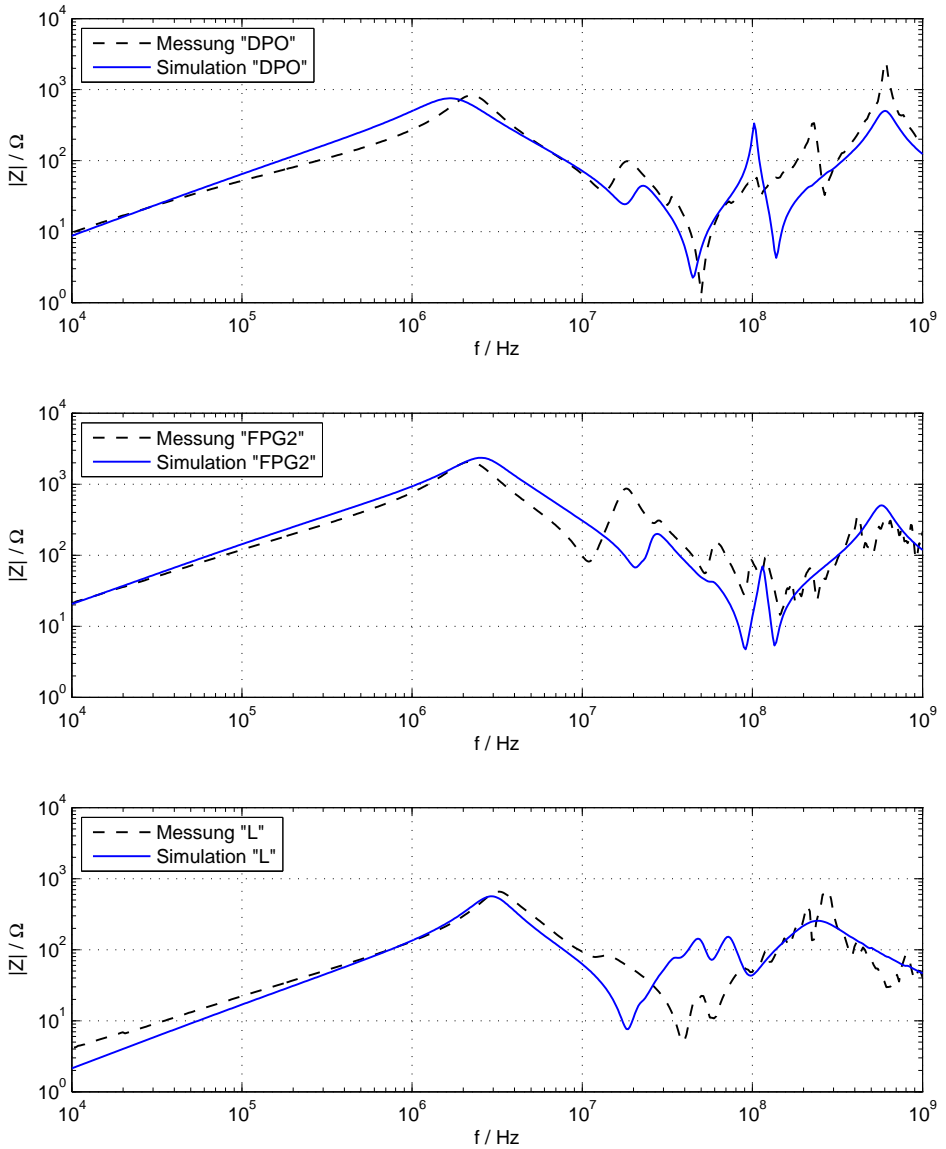 10^4
10^3
10^2
10^1
10^0
|Z| / Ω
Messung "DPO"
Simulation "DPO"
10^4 10^5 10^6 10^7 10^8 10^9
f / Hz
10^4
10^3
10^2
10^1
10^0
|Z| / Ω
Messung "FPG2"
Simulation "FPG2"
10^4 10^5 10^6 10^7 10^8 10^9
f / Hz
10^4
10^3
10^2
10^1
10^0
|Z| / Ω
Messung "L"
Simulation "L"
10^4 10^5 10^6 10^7 10^8 10^9
f / Hz